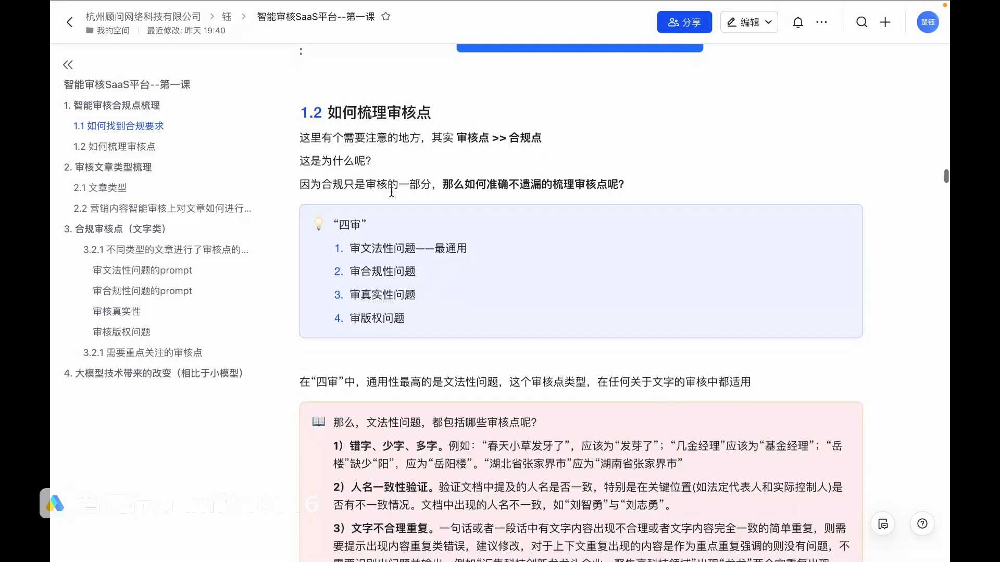 杭州顾问网络科技有限公司 > 钰 > 智能审核SaaS平台--第一课
我的空间 最近修改: 昨天 19:40
分享
编辑
楚钰
智能审核SaaS平台--第一课
1. 智能审核合规点梳理
1.1 如何找到合规要求
1.2 如何梳理审核点
2. 审核文章类型梳理
2.1 文章类型
2.2 营销内容智能审核上对文章如何进行...
3. 合规审核点（文字类）
3.2.1 不同类型的文章进行了审核点的...
审文法性问题的prompt
审合规性问题的prompt
审核真实性
审核版权问题
3.2.1 需要重点关注的审核点
4. 大模型技术带来的改变（相比于小模型）
:
1.2 如何梳理审核点
这里有个需要注意的地方，其实 审核点 >> 合规点
这是为什么呢？
因为合规只是审核的一部分，那么如何准确不遗漏的梳理审核点呢？
“四审”
1. 审文法性问题——最通用
2. 审合规性问题
3. 审真实性问题
4. 审版权问题
在“四审”中，通用性最高的是文法性问题，这个审核点类型，在任何关于文字的审核中都适用
那么，文法性问题，都包括哪些审核点呢？
1）错字、少字、多字。例如：“春天小草发牙了”，应该为“发芽了”；“几金经理”应该为“基金经理”；“岳
楼”缺少“阳”，应为“岳阳楼”。“湖北省张家界市”应为“湖南省张家界市”
2）人名一致性验证。验证文档中提及的人名是否一致，特别是在关键位置(如法定代表人和实际控制人)是
否有不一致情况。文档中出现的人名不一致，如“刘智勇”与“刘志勇”。
3）文字不合理重复。一句话或者一段话中有文字内容出现不合理或者文字内容完全一致的简单重复，则需
要提示出现内容重复类错误，建议修改，对于上下文重复出现的内容是作为重点重复强调的则没有问题，不